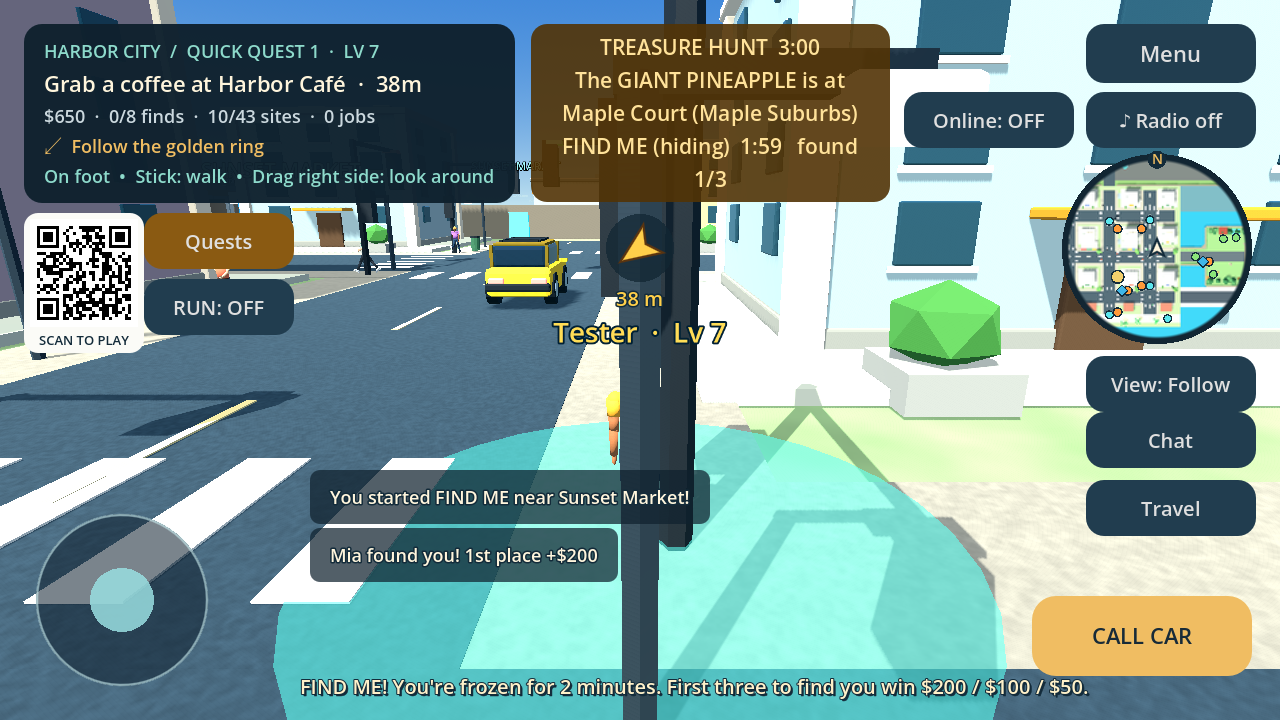 HARBOR CITY / QUICK QUEST 1 · LV 7
Grab a coffee at Harbor Café · 38m
$650 · 0/8 finds · 10/43 sites · 0 jobs
↙ Follow the golden ring
On foot • Stick: walk • Drag right side: look around
TREASURE HUNT 3:00
The GIANT PINEAPPLE is at
Maple Court (Maple Suburbs)
FIND ME (hiding) 1:59 found
1/3
Menu
Online: OFF
♪ Radio off
N
SCAN TO PLAY
Quests
RUN: OFF
38 m
Tester · Lv 7
View: Follow
Chat
Travel
You started FIND ME near Sunset Market!
Mia found you! 1st place +$200
CALL CAR
FIND ME! You're frozen for 2 minutes. First three to find you win $200 / $100 / $50.